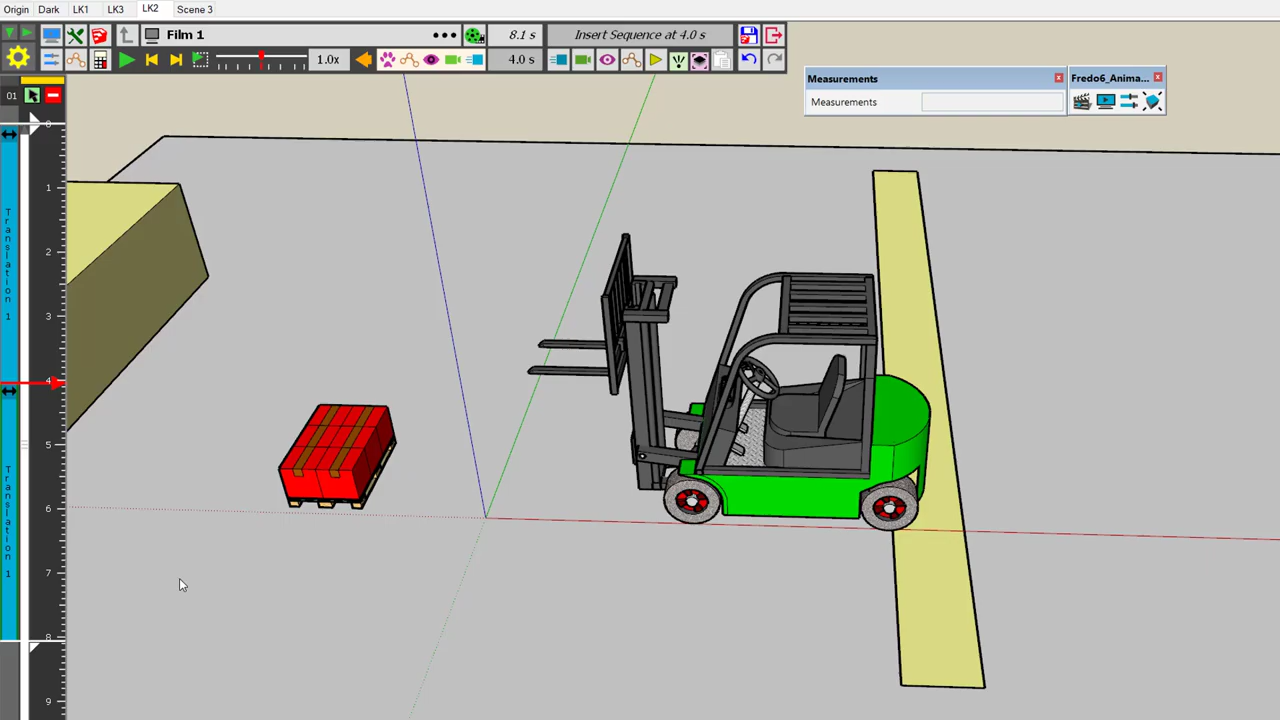 Origin Dark LK1 LK3 LK2 Scene 3
Film 1 8.1 s Insert Sequence at 4.0 s
1.0x 4.0 s
Measurements
Measurements
Fredo6_Anima...
01
0
1
2
3
4
5
6
7
8
9
Translation 1
Translation 1